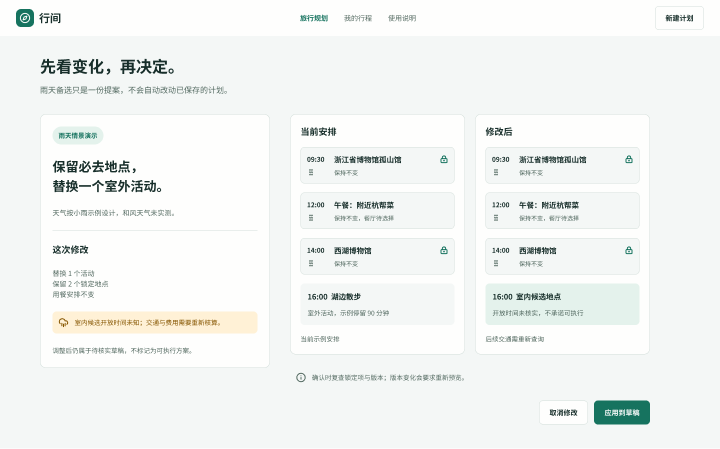 行间
旅行规划
我的行程
使用说明
新建计划
先看变化，再决定。
雨天备选只是一份提案，不会自动改动已保存的计划。
雨天情景演示
保留必去地点，
替换一个室外活动。
天气按小雨示例设计，和风天气未实测。
这次修改
替换 1 个活动
保留 2 个锁定地点
用餐安排不变
室内候选开放时间未知；交通与费用需要重新核算。
调整后仍属于待核实草稿，不标记为可执行方案。
当前安排
09:30 浙江省博物馆孤山馆
保持不变
12:00 午餐：附近杭帮菜
保持不变，餐厅待选择
14:00 西湖博物馆
保持不变
16:00 湖边散步
室外活动，示例停留 90 分钟
当前示例安排
修改后
09:30 浙江省博物馆孤山馆
保持不变
12:00 午餐：附近杭帮菜
保持不变，餐厅待选择
14:00 西湖博物馆
保持不变
16:00 室内候选地点
开放时间未核实，不承诺可执行
后续交通需重新查询
确认时复查锁定项与版本；版本变化会要求重新预览。
取消修改
应用到草稿